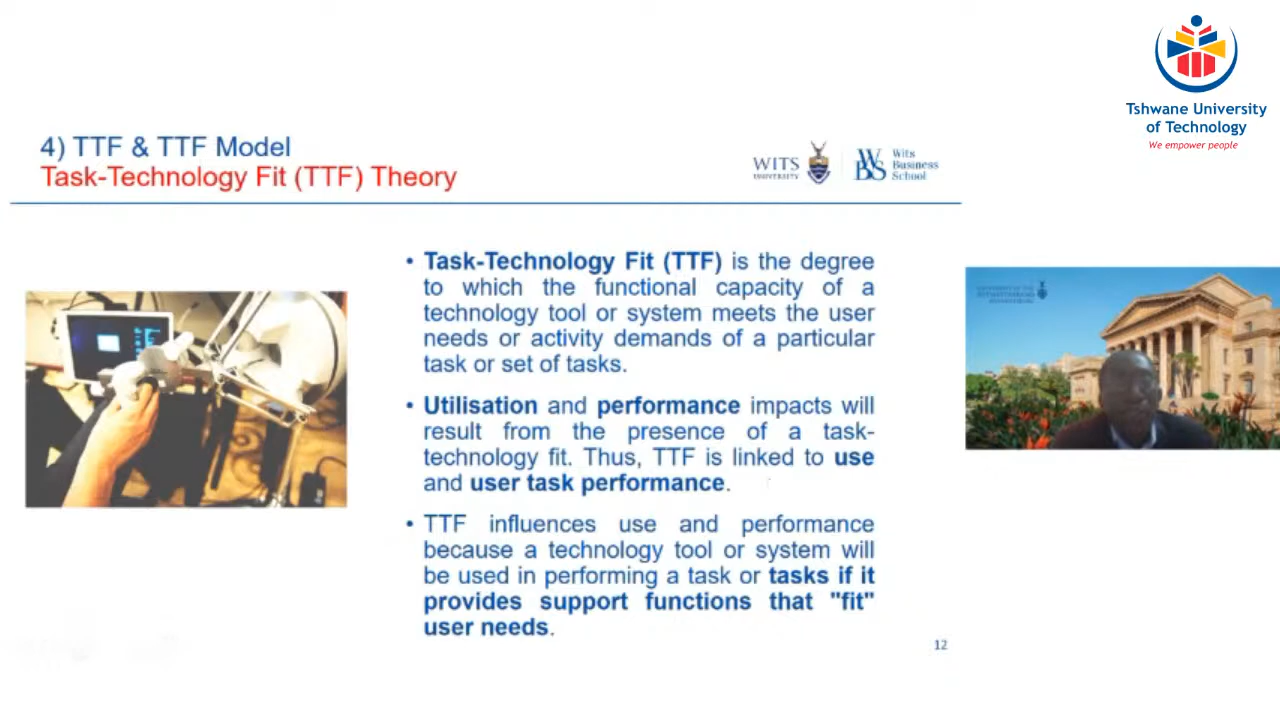 Tshwane University
of Technology
We empower people
4) TTF & TTF Model
Task-Technology Fit (TTF) Theory
WITS
UNIVERSITY
WBS
Wits
Business
School
• Task-Technology Fit (TTF) is the degree
to which the functional capacity of a
technology tool or system meets the user
needs or activity demands of a particular
task or set of tasks.
• Utilisation and performance impacts will
result from the presence of a task-
technology fit. Thus, TTF is linked to use
and user task performance.
• TTF influences use and performance
because a technology tool or system will
be used in performing a task or tasks if it
provides support functions that "fit"
user needs.
12